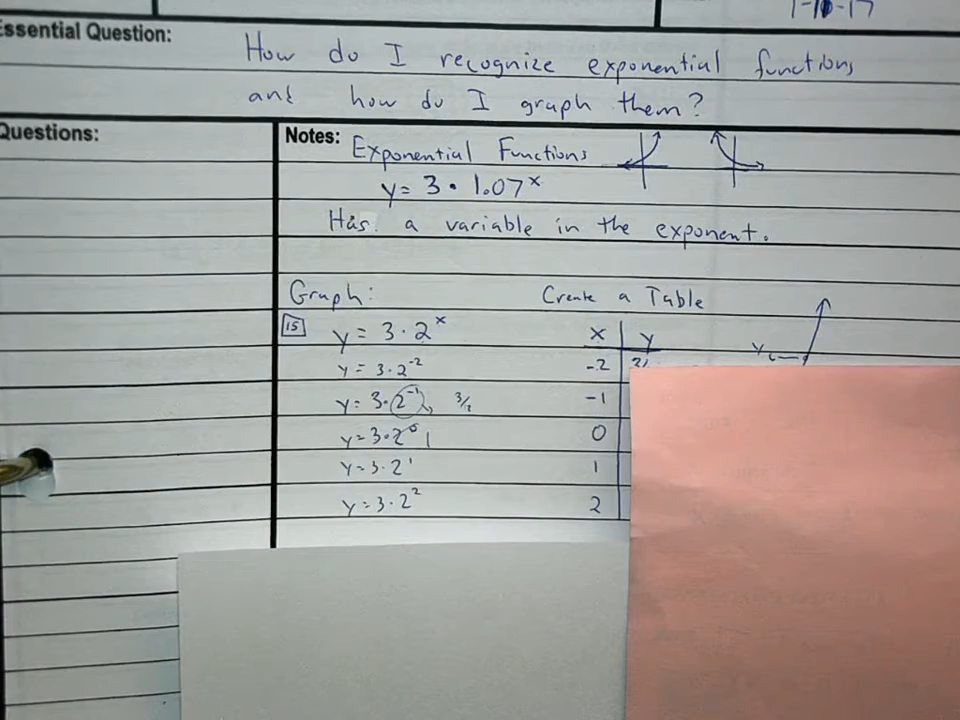 1-10-17
Essential Question:
How do I recognize exponential functions
and how do I graph them?
Questions:
Notes:
Exponential Functions
y = 3 • 1.07ˣ
Has a variable in the exponent.
Graph:
Create a Table
15 y = 3 · 2ˣ
y = 3 · 2⁻²
y = 3 · 2⁻¹ 3/2
y = 3 · 2⁰ 1
y = 3 · 2¹
y = 3 · 2²
x y
-2
-1
0
1
2